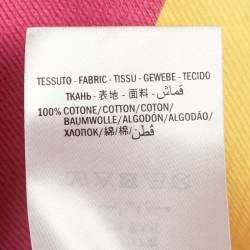 TESSUTO - FABRIC - TISSU - GEWEBE - TECIDO
ТКАНЬ - 表地 - 面料 - قماش
100% COTONE/COTTON/COTON/
BAUMWOLLE/ALGODÓN/ALGODÃO/
ХЛОПОК/綿/棉/قطن